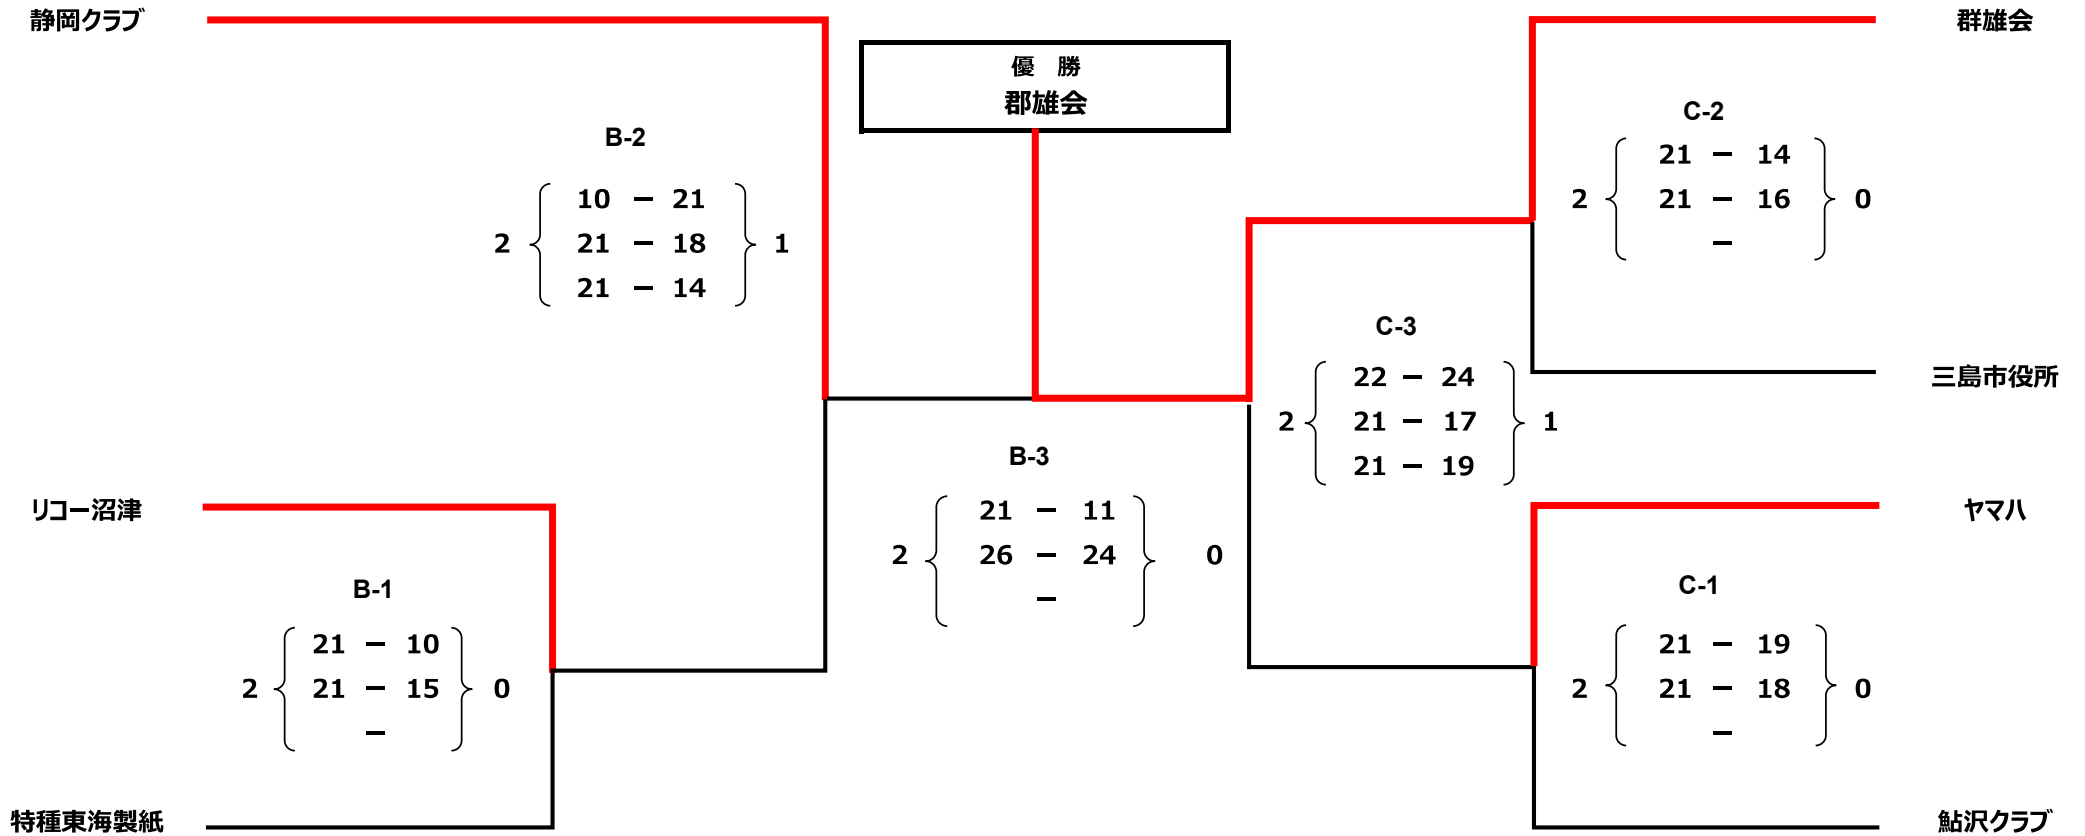 静岡クラブ
群雄会
優　勝
郡雄会
B-2
10 － 21
2 21 － 18 1
21 － 14
C-2
21 － 14
2 21 － 16 0
－
C-3
22 － 24
2 21 － 17 1
21 － 19
三島市役所
B-3
21 － 11
2 26 － 24 0
－
リコー沼津
ヤマハ
B-1
21 － 10
2 21 － 15 0
－
C-1
21 － 19
2 21 － 18 0
－
特種東海製紙
鮎沢クラブ